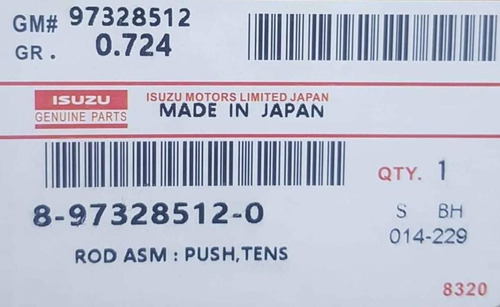 GM# 97328512
GR. 0.724
ISUZU
GENUINE PARTS
ISUZU MOTORS LIMITED JAPAN
MADE IN JAPAN
QTY. 1
8-97328512-0
S BH
014-229
ROD ASM : PUSH,TENS
8320